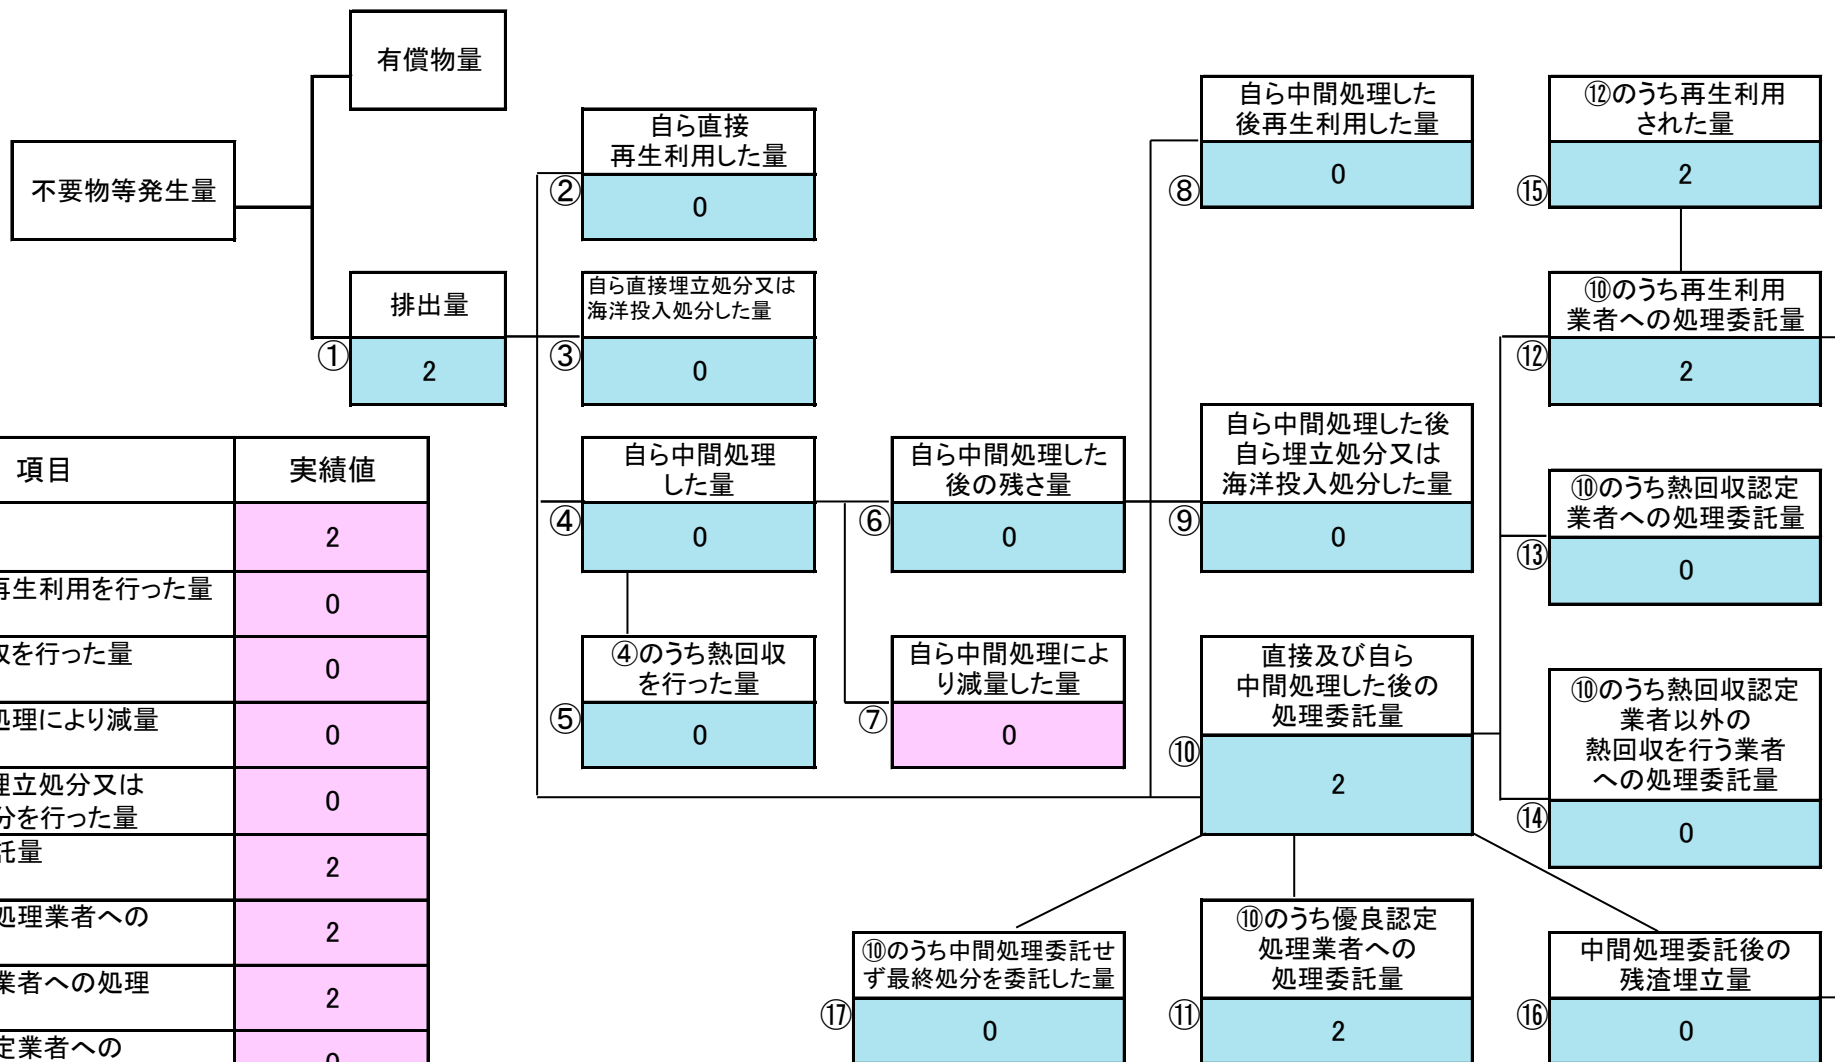 有償物量
不要物等発生量
排出量
①
2
自ら直接
再生利用した量
②
0
自ら直接埋立処分又は
海洋投入処分した量
③
0
自ら中間処理
した量
④
0
④のうち熱回収
を行った量
⑤
0
自ら中間処理した
後の残さ量
⑥
0
自ら中間処理によ
り減量した量
⑦
0
自ら中間処理した
後再生利用した量
⑧
0
自ら中間処理した後
自ら埋立処分又は
海洋投入処分した量
⑨
0
直接及び自ら
中間処理した後の
処理委託量
⑩
2
⑩のうち優良認定
処理業者への
処理委託量
⑪
2
⑩のうち再生利用
業者への処理委託量
⑫
2
⑩のうち熱回収認定
業者への処理委託量
⑬
0
⑩のうち熱回収認定
業者以外の
熱回収を行う業者
への処理委託量
⑭
0
⑫のうち再生利用
された量
⑮
2
中間処理委託後の
残渣埋立量
⑯
0
⑩のうち中間処理委託せ
ず最終処分を委託した量
⑰
0
項目 実績値
2
再生利用を行った量
0
収を行った量
0
処理により減量
0
埋立処分又は
分を行った量
0
託量
2
処理業者への
2
業者への処理
2
定業者への
0